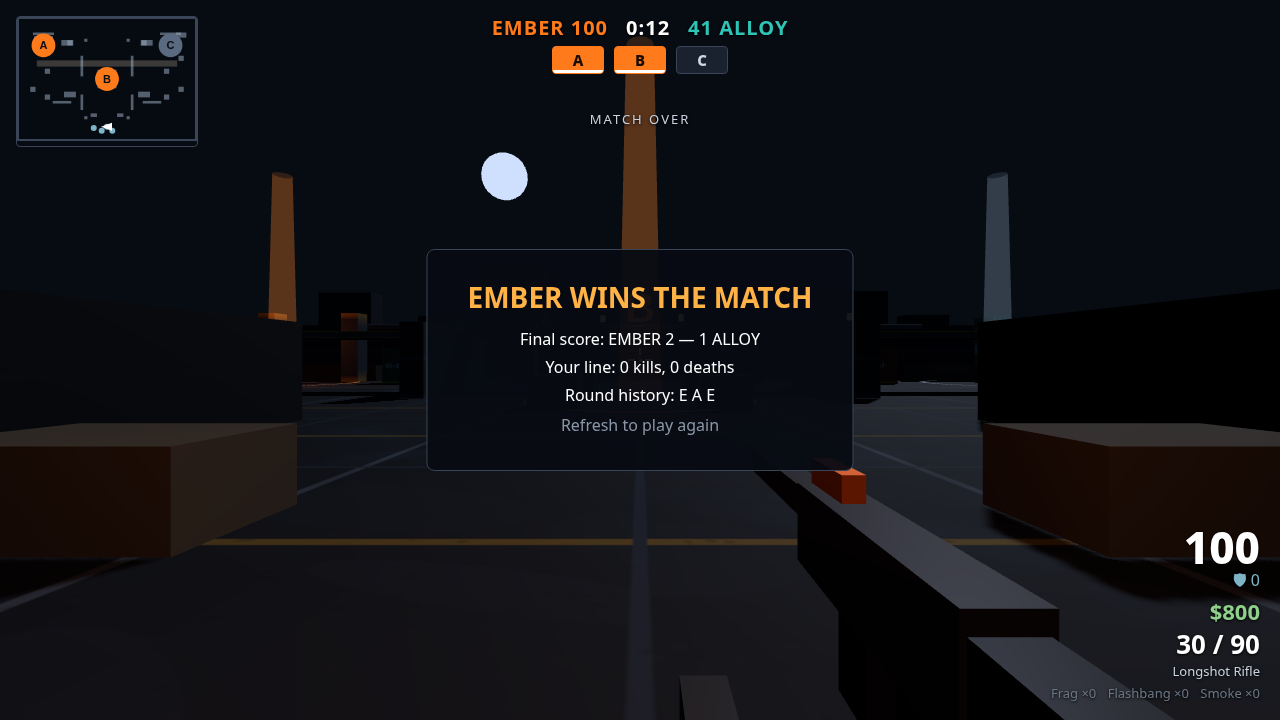 EMBER 100 0:12 41 ALLOY
A B C
A C
B
MATCH OVER
EMBER WINS THE MATCH
Final score: EMBER 2 — 1 ALLOY
Your line: 0 kills, 0 deaths
Round history: E A E
Refresh to play again
100
0
$800
30 / 90
Longshot Rifle
Frag ×0 Flashbang ×0 Smoke ×0